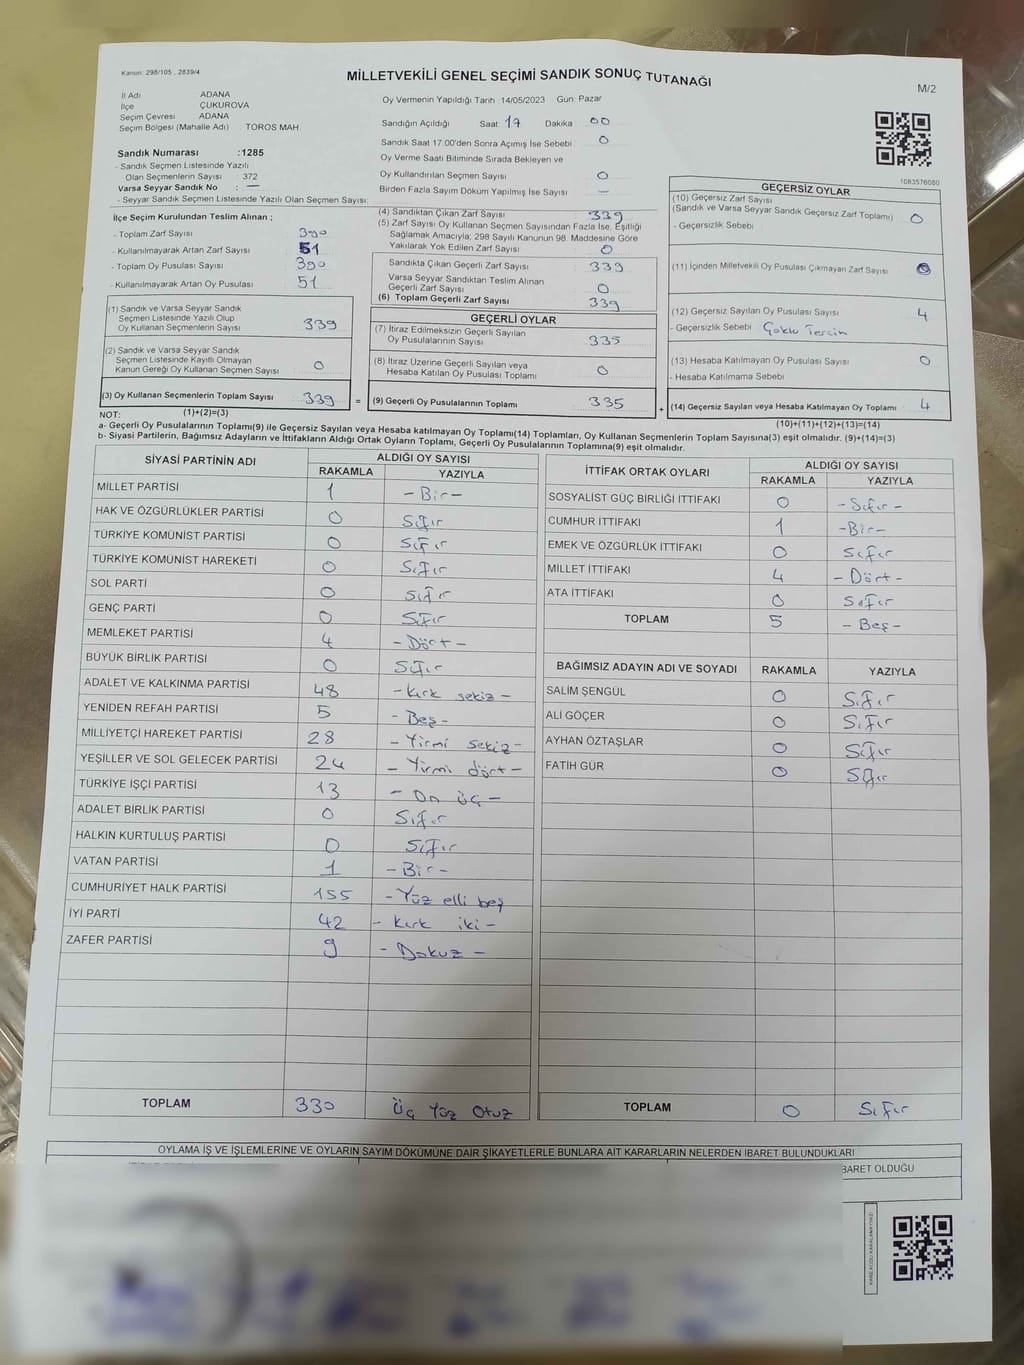 Kanun: 298/105 , 2839/4
MİLLETVEKİLİ GENEL SEÇİMİ SANDIK SONUÇ TUTANAĞI
M/2
İl Adı ADANA
İlçe ÇUKUROVA
Seçim Çevresi ADANA
Seçim Bölgesi (Mahalle Adı) : TOROS MAH.
Sandık Numarası :1285
- Sandık Seçmen Listesinde Yazılı
Olan Seçmenlerin Sayısı : 372
Varsa Seyyar Sandık No : —
- Seyyar Sandık Seçmen Listesinde Yazılı Olan Seçmen Sayısı:
Oy Vermenin Yapıldığı Tarih :14/05/2023 Gün: Pazar
Sandığın Açıldığı Saat: 17 Dakika : 00
Sandık Saat 17:00'den Sonra Açılmış İse Sebebi : 0
Oy Verme Saati Bitiminde Sırada Bekleyen ve
Oy Kullandırılan Seçmen Sayısı : 0
Birden Fazla Sayım Döküm Yapılmış İse Sayısı : —
1083576080
İlçe Seçim Kurulundan Teslim Alınan ;
- Toplam Zarf Sayısı : 390
- Kullanılmayarak Artan Zarf Sayısı : 51
- Toplam Oy Pusulası Sayısı : 390
- Kullanılmayarak Artan Oy Pusulası : 51
(1) Sandık ve Varsa Seyyar Sandık
Seçmen Listesinde Yazılı Olup
Oy Kullanan Seçmenlerin Sayısı : 339
(2) Sandık ve Varsa Seyyar Sandık
Seçmen Listesinde Kayıtlı Olmayan
Kanun Gereği Oy Kullanan Seçmen Sayısı : 0
(3) Oy Kullanan Seçmenlerin Toplam Sayısı : 339 =
(1)+(2)=(3)
(4) Sandıktan Çıkan Zarf Sayısı : 339
(5) Zarf Sayısı Oy Kullanan Seçmen Sayısından Fazla İse, Eşitliği
Sağlamak Amacıyla; 298 Sayılı Kanunun 98. Maddesine Göre
Yakılarak Yok Edilen Zarf Sayısı : 0
Sandıkta Çıkan Geçerli Zarf Sayısı : 339
Varsa Seyyar Sandıktan Teslim Alınan
Geçerli Zarf Sayısı : 0
(6) Toplam Geçerli Zarf Sayısı : 339
GEÇERLİ OYLAR
(7) İtiraz Edilmeksizin Geçerli Sayılan
Oy Pusulalarının Sayısı : 335
(8) İtiraz Üzerine Geçerli Sayılan veya
Hesaba Katılan Oy Pusulası Toplamı : 0
(9) Geçerli Oy Pusulalarının Toplamı : 335 +
GEÇERSİZ OYLAR
(10) Geçersiz Zarf Sayısı
(Sandık ve Varsa Seyyar Sandık Geçersiz Zarf Toplamı) : 0
- Geçersizlik Sebebi :
(11) İçinden Milletvekili Oy Pusulası Çıkmayan Zarf Sayısı : 0
(12) Geçersiz Sayılan Oy Pusulası Sayısı : 4
- Geçersizlik Sebebi : Çoklu Tercih
(13) Hesaba Katılmayan Oy Pusulası Sayısı : 0
- Hesaba Katılmama Sebebi :
(14) Geçersiz Sayılan veya Hesaba Katılmayan Oy Toplamı : 4
(10)+(11)+(12)+(13)=(14)
NOT:
a- Geçerli Oy Pusulalarının Toplamı(9) ile Geçersiz Sayılan veya Hesaba katılmayan Oy Toplamı(14) Toplamları, Oy Kullanan Seçmenlerin Toplam Sayısına(3) eşit olmalıdır. (9)+(14)=(3)
b- Siyasi Partilerin, Bağımsız Adayların ve İttifakların Aldığı Ortak Oyların Toplamı, Geçerli Oy Pusulalarının Toplamına(9) eşit olmalıdır.
SİYASİ PARTİNİN ADI ALDIĞI OY SAYISI
RAKAMLA YAZIYLA
MİLLET PARTİSİ 1 - Bir -
HAK VE ÖZGÜRLÜKLER PARTİSİ 0 Sıfır
TÜRKİYE KOMÜNİST PARTİSİ 0 Sıfır
TÜRKİYE KOMÜNİST HAREKETİ 0 Sıfır
SOL PARTİ 0 Sıfır
GENÇ PARTİ 0 Sıfır
MEMLEKET PARTİSİ 4 - Dört -
BÜYÜK BİRLİK PARTİSİ 0 Sıfır
ADALET VE KALKINMA PARTİSİ 48 - Kırk sekiz -
YENİDEN REFAH PARTİSİ 5 - Beş -
MİLLİYETÇİ HAREKET PARTİSİ 28 - Yirmi sekiz -
YEŞİLLER VE SOL GELECEK PARTİSİ 24 - Yirmi dört -
TÜRKİYE İŞÇİ PARTİSİ 13 - On üç -
ADALET BİRLİK PARTİSİ 0 Sıfır
HALKIN KURTULUŞ PARTİSİ 0 Sıfır
VATAN PARTİSİ 1 - Bir -
CUMHURİYET HALK PARTİSİ 155 - Yüz elli beş
İYİ PARTİ 42 - Kırk iki -
ZAFER PARTİSİ 9 - Dokuz -
TOPLAM 330 Üç Yüz Otuz
İTTİFAK ORTAK OYLARI ALDIĞI OY SAYISI
RAKAMLA YAZIYLA
SOSYALİST GÜÇ BİRLİĞİ İTTİFAKI 0 - Sıfır -
CUMHUR İTTİFAKI 1 - Bir -
EMEK VE ÖZGÜRLÜK İTTİFAKI 0 Sıfır
MİLLET İTTİFAKI 4 - Dört -
ATA İTTİFAKI 0 Sıfır
TOPLAM 5 - Beş -
BAĞIMSIZ ADAYIN ADI VE SOYADI RAKAMLA YAZIYLA
SALİM ŞENGÜL 0 Sıfır
ALİ GÖÇER 0 Sıfır
AYHAN ÖZTAŞLAR 0 Sıfır
FATİH GÜR 0 Sıfır
TOPLAM 0 Sıfır
OYLAMA İŞ VE İŞLEMLERİNE VE OYLARIN SAYIM DÖKÜMÜNE DAİR ŞİKAYETLERLE BUNLARA AİT KARARLARIN NELERDEN İBARET BULUNDUKLARI
BARET OLDUĞU
KARE KODU KARALAMAYINIZ!